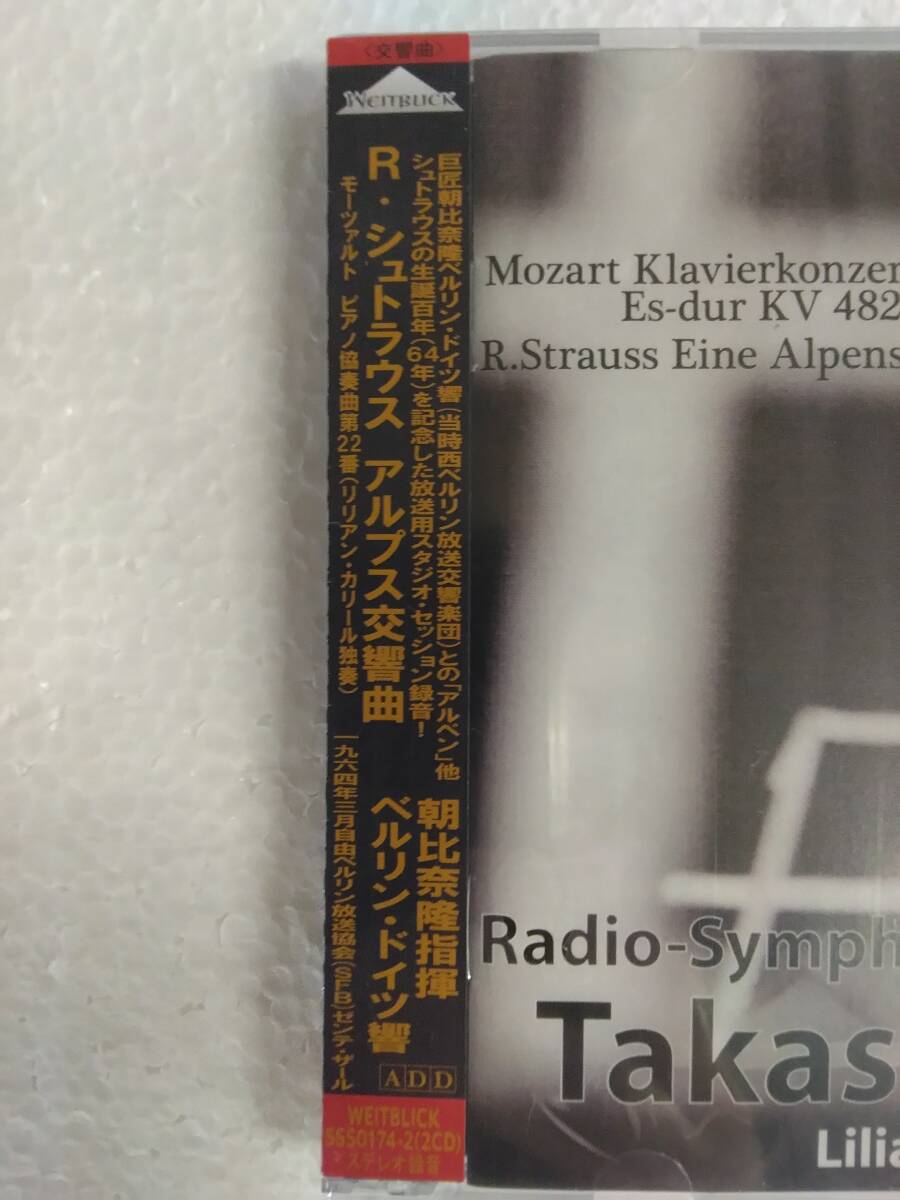 〈交響曲〉
WEITBLICK
巨匠朝比奈隆ベルリン・ドイツ響(当時西ベルリン放送交響楽団)との「アルペン」他
シュトラウスの生誕百年(64年)を記念した放送用スタジオ・セッション録音!
R・シュトラウス アルプス交響曲
モーツァルト ピアノ協奏曲第22番(リリアン・カリール独奏)
朝比奈隆指揮
ベルリン・ドイツ響
一九六四年三月自由ベルリン放送協会(SFB)ゼンデ・ザール
ADD
WEITBLICK
SSS0174-2(2CD)
>ステレオ録音
Mozart Klavierkonzer
Es-dur KV 482
R.Strauss Eine Alpens
Radio-Symph
Takas
Lilia